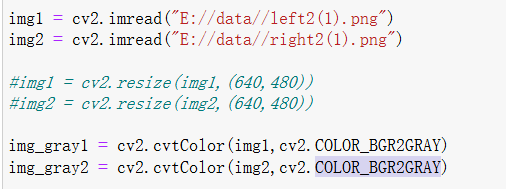 img1 = cv2.imread("E://data//left2(1).png")
img2 = cv2.imread("E://data//right2(1).png")
#img1 = cv2.resize(img1,(640,480))
#img2 = cv2.resize(img2,(640,480))
img_gray1 = cv2.cvtColor(img1,cv2.COLOR_BGR2GRAY)
img_gray2 = cv2.cvtColor(img2,cv2.COLOR_BGR2GRAY)